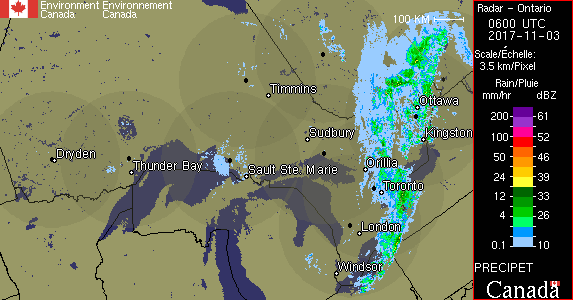 Environment Environnement
Canada Canada
100 KM
Timmins
Ottawa
Sudbury
Kingston
Dryden
Thunder Bay
Sault Ste. Marie
Orillia
Toronto
London
Windsor
Radar - Ontario
0600 UTC
2017-11-03
Scale/Échelle:
3.5 km/Pixel
Rain/Pluie
mm/hr dBZ
200 61
100 52
50 46
24 39
12 33
4 26
0.1 10
PRECIPET
Canada